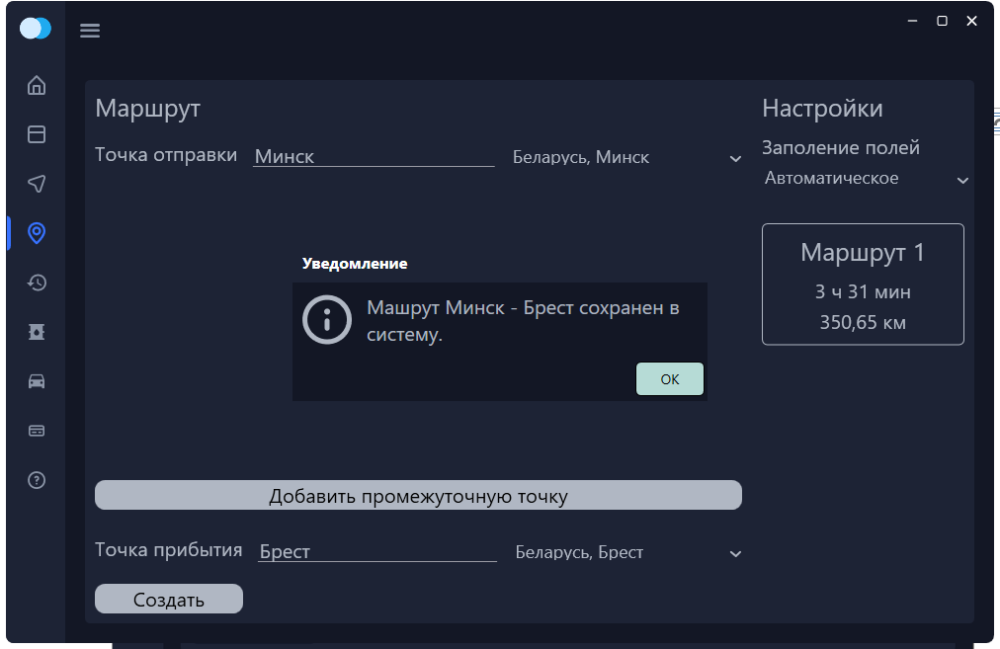 Маршрут
Точка отправки
Минск
Беларусь, Минск
Настройки
Заполение полей
Автоматическое
Маршрут 1
3 ч 31 мин
350,65 км
Уведомление
Машрут Минск - Брест сохранен в
систему.
ОК
Добавить промежуточную точку
Точка прибытия
Брест
Беларусь, Брест
Создать